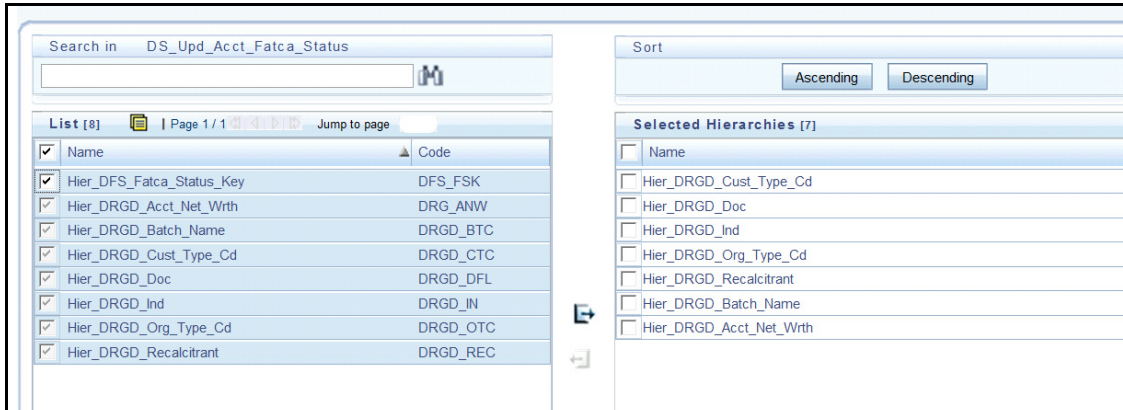 Search in DS_Upd_Acct_Fatca_Status
List [8] | Page 1 / 1 Jump to page
Name Code
Hier_DFS_Fatca_Status_Key DFS_FSK
Hier_DRGD_Acct_Net_Wrth DRG_ANW
Hier_DRGD_Batch_Name DRGD_BTC
Hier_DRGD_Cust_Type_Cd DRGD_CTC
Hier_DRGD_Doc DRGD_DFL
Hier_DRGD_Ind DRGD_IN
Hier_DRGD_Org_Type_Cd DRGD_OTC
Hier_DRGD_Recalcitrant DRGD_REC
Sort
Ascending Descending
Selected Hierarchies [7]
Name
Hier_DRGD_Cust_Type_Cd
Hier_DRGD_Doc
Hier_DRGD_Ind
Hier_DRGD_Org_Type_Cd
Hier_DRGD_Recalcitrant
Hier_DRGD_Batch_Name
Hier_DRGD_Acct_Net_Wrth